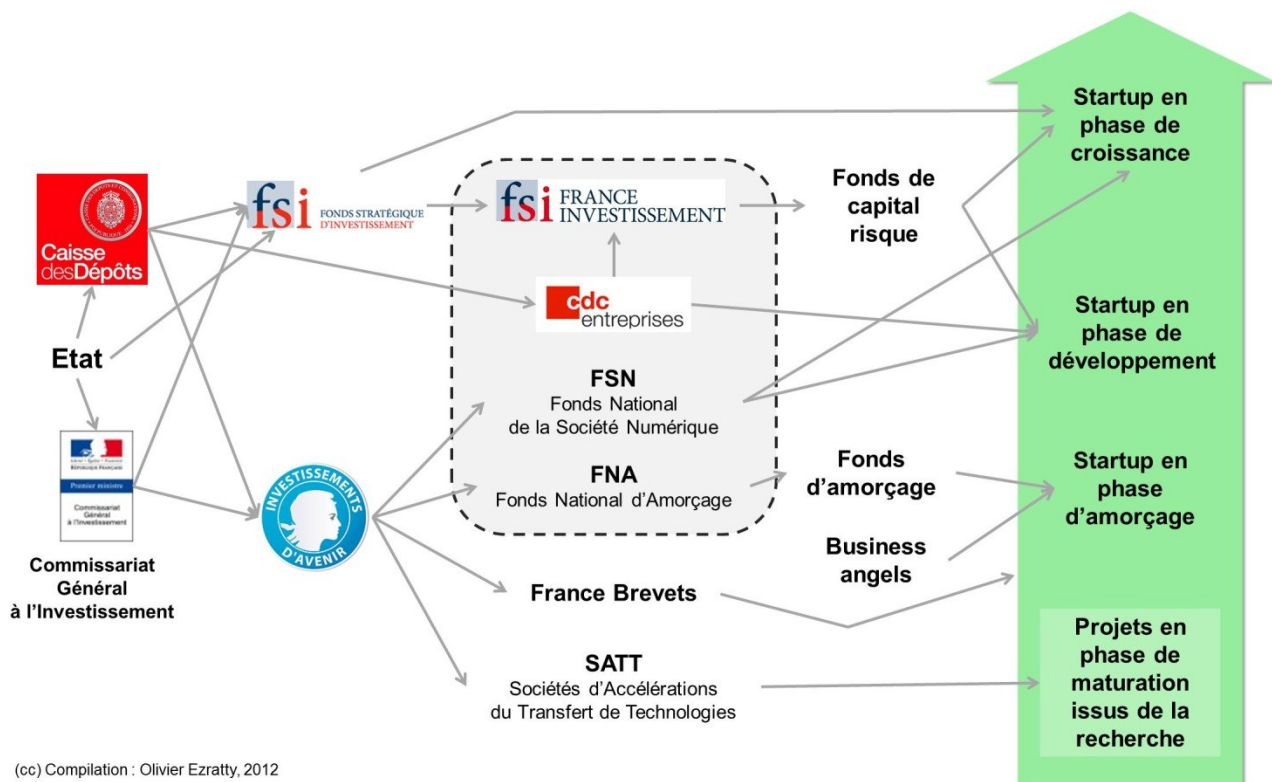 Startup en
phase de
croissance
Caisse
desDépôts
fsi FONDS STRATÉGIQUE
D'INVESTISSEMENT
fsi FRANCE
INVESTISSEMENT
Fonds de
capital
risque
cdc
entreprises
Etat
Startup en
phase de
développement
FSN
Fonds National
de la Société Numérique
RÉPUBLIQUE FRANÇAISE
Premier ministre
Commissariat
Général
à l'Investissement
INVESTISSEMENTS
D'AVENIR
FNA
Fonds National d'Amorçage
Fonds
d'amorçage
Startup en
phase
d'amorçage
Business
angels
Commissariat
Général
à l'Investissement
France Brevets
SATT
Sociétés d'Accélérations
du Transfert de Technologies
Projets en
phase de
maturation
issus de la
recherche
(cc) Compilation : Olivier Ezratty, 2012